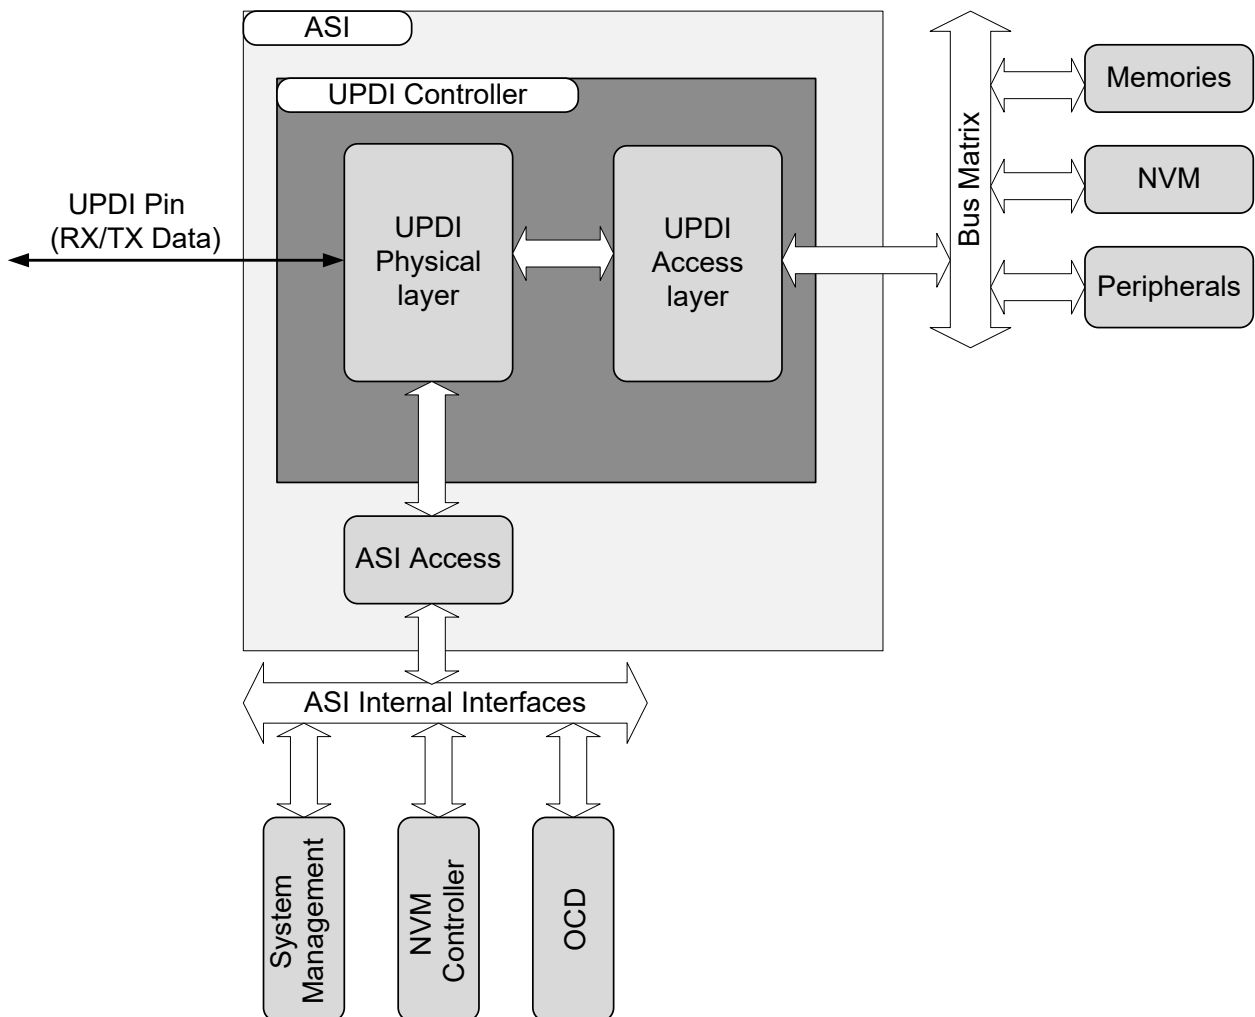 ASI
UPDI Controller
UPDI Pin
(RX/TX Data)
UPDI
Physical
layer
UPDI
Access
layer
Bus Matrix
Memories
NVM
Peripherals
ASI Access
ASI Internal Interfaces
System
Management
NVM
Controller
OCD